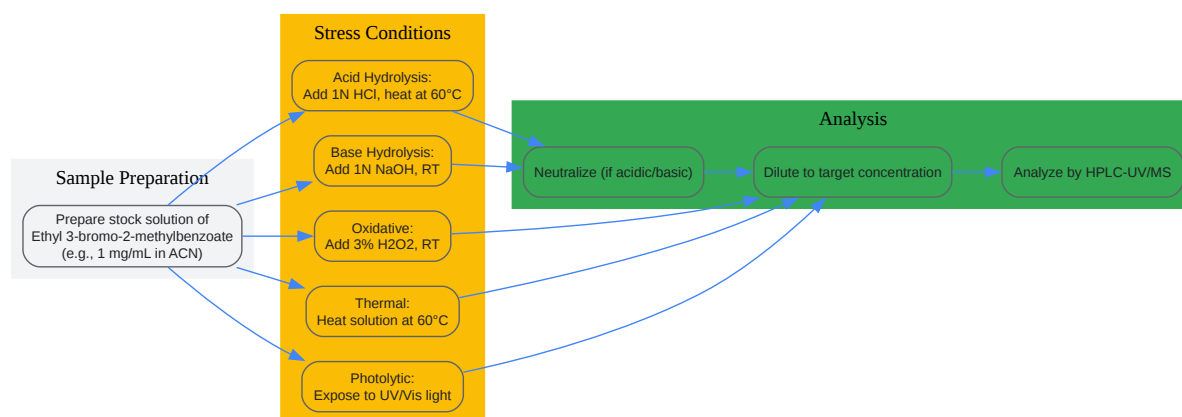 Sample Preparation
Prepare stock solution of
Ethyl 3-bromo-2-methylbenzoate
(e.g., 1 mg/mL in ACN)
Stress Conditions
Acid Hydrolysis:
Add 1N HCl, heat at 60°C
Base Hydrolysis:
Add 1N NaOH, RT
Oxidative:
Add 3% H2O2, RT
Thermal:
Heat solution at 60°C
Photolytic:
Expose to UV/Vis light
Analysis
Neutralize (if acidic/basic)
Dilute to target concentration
Analyze by HPLC-UV/MS